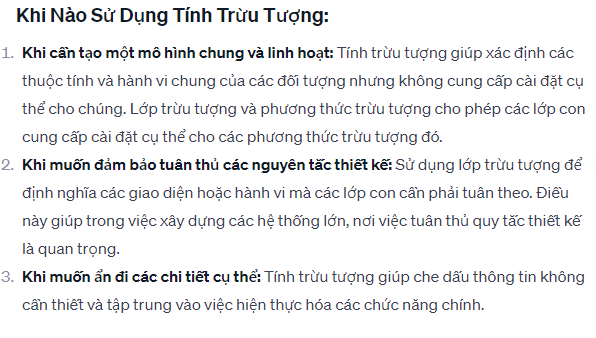 Khi Nào Sử Dụng Tính Trừu Tượng:
1. Khi cần tạo một mô hình chung và linh hoạt: Tính trừu tượng giúp xác định các
thuộc tính và hành vi chung của các đối tượng nhưng không cung cấp cài đặt cụ
thể cho chúng. Lớp trừu tượng và phương thức trừu tượng cho phép các lớp con
cung cấp cài đặt cụ thể cho các phương thức trừu tượng đó.
2. Khi muốn đảm bảo tuân thủ các nguyên tắc thiết kế: Sử dụng lớp trừu tượng để
định nghĩa các giao diện hoặc hành vi mà các lớp con cần phải tuân theo. Điều
này giúp trong việc xây dựng các hệ thống lớn, nơi việc tuân thủ quy tắc thiết kế
là quan trọng.
3. Khi muốn ẩn đi các chi tiết cụ thể: Tính trừu tượng giúp che dấu thông tin không
cần thiết và tập trung vào việc hiện thực hóa các chức năng chính.